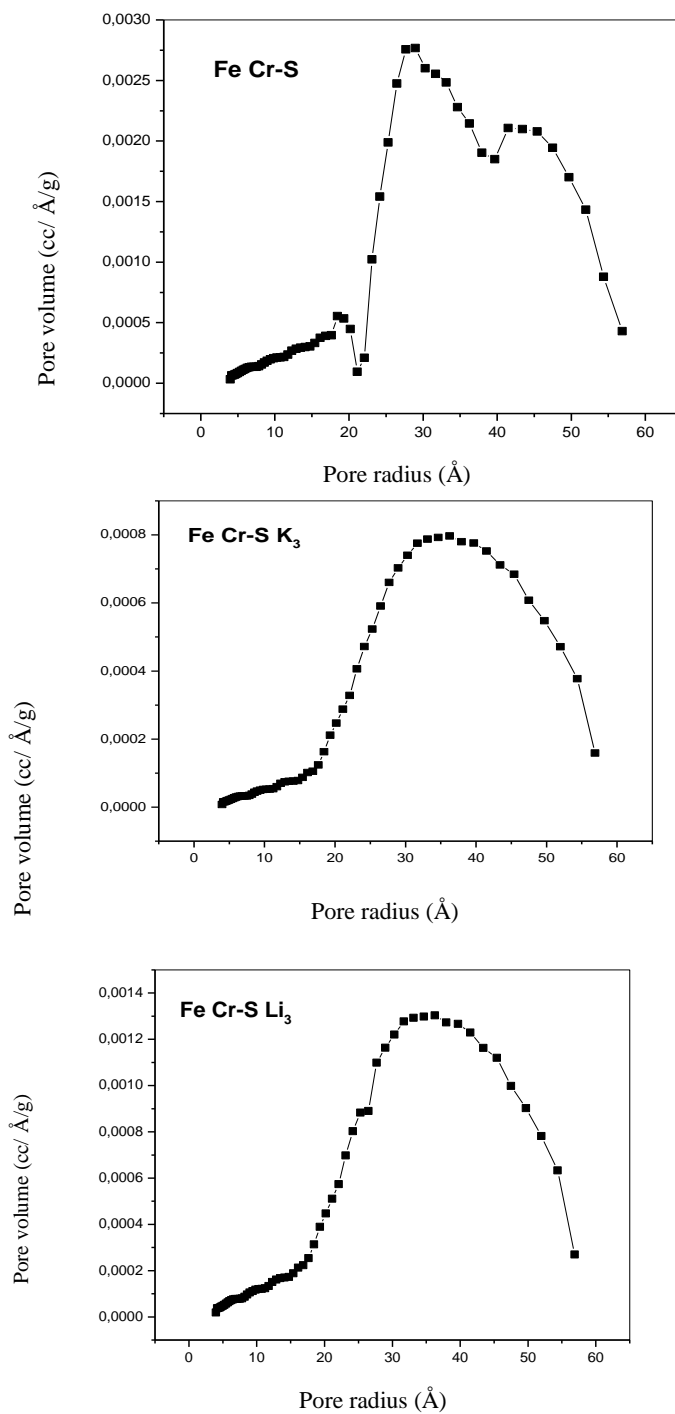 Fe Cr-S
Pore volume (cc/ Å/g)
0,0030
0,0025
0,0020
0,0015
0,0010
0,0005
0,0000
0 10 20 30 40 50 60
Pore radius (Å)
Fe Cr-S K₃
Pore volume (cc/ Å/g)
0,0008
0,0006
0,0004
0,0002
0,0000
0 10 20 30 40 50 60
Pore radius (Å)
Fe Cr-S Li₃
Pore volume (cc/ Å/g)
0,0014
0,0012
0,0010
0,0008
0,0006
0,0004
0,0002
0,0000
0 10 20 30 40 50 60
Pore radius (Å)